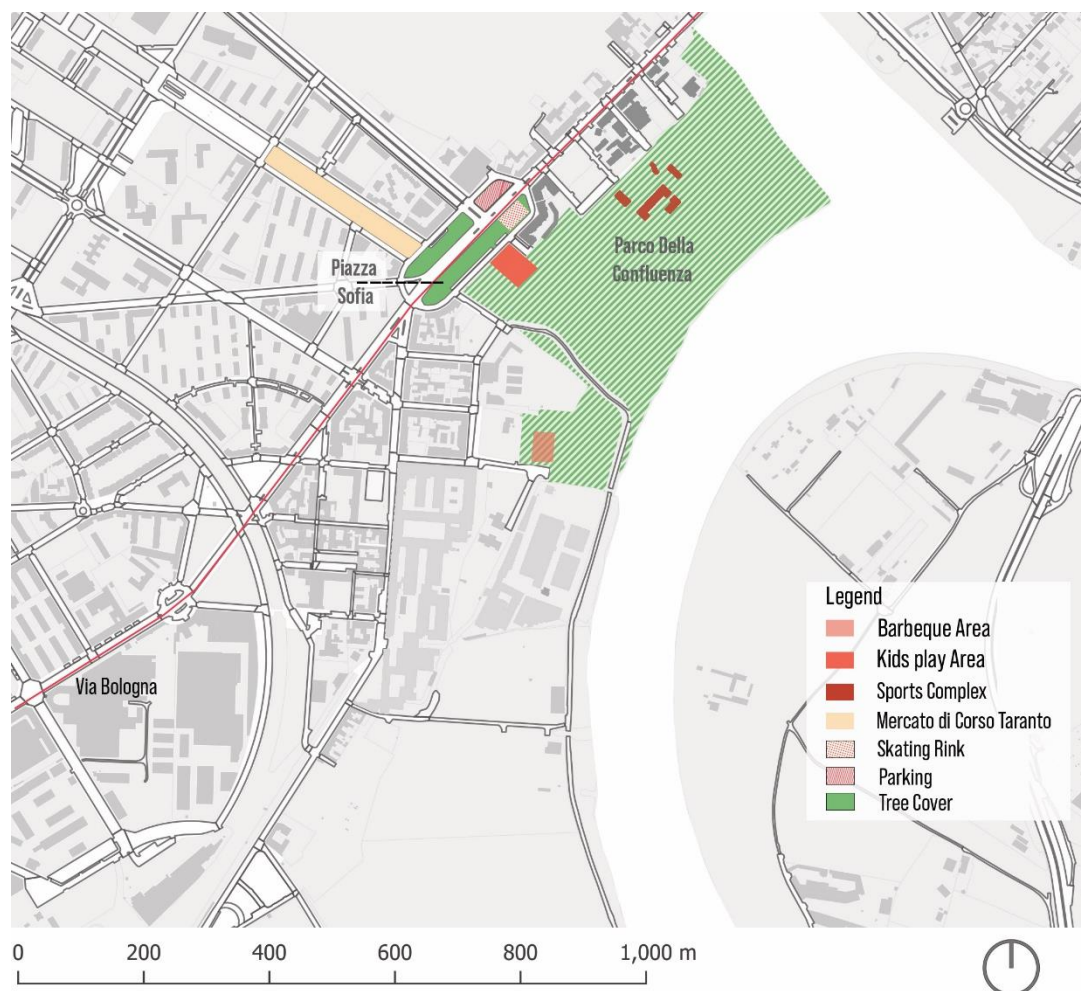 Parco Della
Confluenza
Piazza
Sofia
Via Bologna
Legend
Barbeque Area
Kids play Area
Sports Complex
Mercato di Corso Taranto
Skating Rink
Parking
Tree Cover
0 200 400 600 800 1,000 m